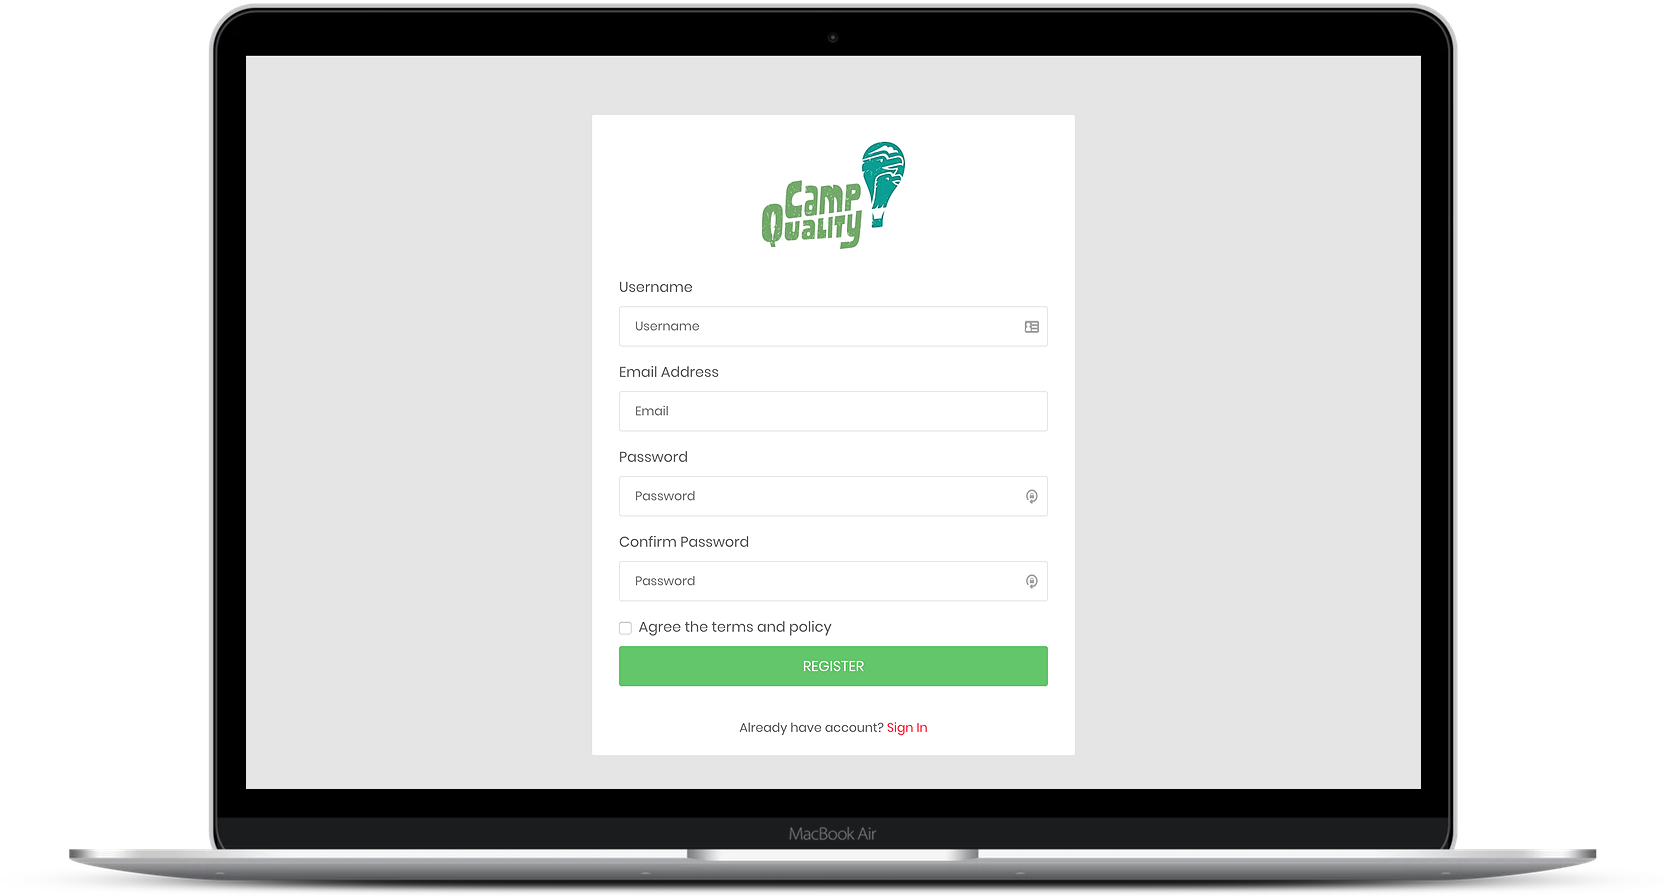 Camp
Quality
Username
Username
Email Address
Email
Password
Password
Confirm Password
Password
Agree the terms and policy
REGISTER
Already have account? Sign In
MacBook Air